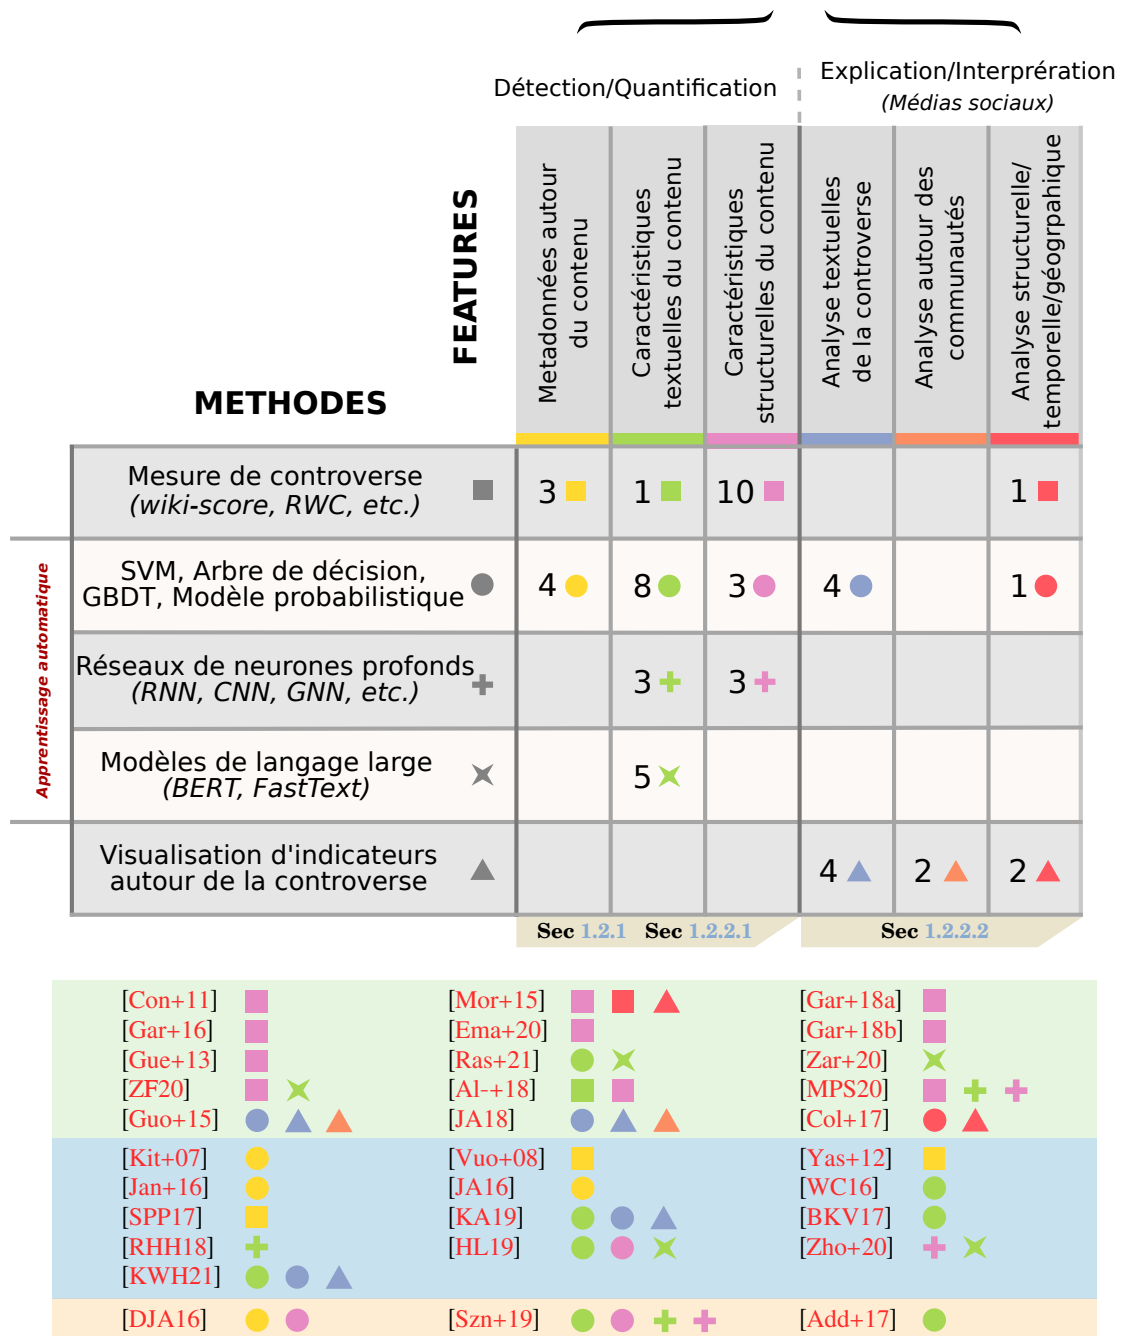 Détection/Quantification
Explication/Interprération
(Médias sociaux)
METHODES
FEATURES
Metadonnées autour
du contenu
Caractéristiques
textuelles du contenu
Caractéristiques
structurelles du contenu
Analyse textuelles
de la controverse
Analyse autour des
communautés
Analyse structurelle/
temporelle/géogrpahique
Mesure de controverse
(wiki-score, RWC, etc.)
3 1 10 1
Apprentissage automatique
SVM, Arbre de décision,
GBDT, Modèle probabilistique
4 8 3 4 1
Réseaux de neurones profonds
(RNN, CNN, GNN, etc.)
3 3
Modèles de langage large
(BERT, FastText)
5
Visualisation d'indicateurs
autour de la controverse
4 2 2
Sec 1.2.1 Sec 1.2.2.1 Sec 1.2.2.2
[Con+11] [Mor+15] [Gar+18a]
[Gar+16] [Ema+20] [Gar+18b]
[Gue+13] [Ras+21] [Zar+20]
[ZF20] [Al-+18] [MPS20]
[Guo+15] [JA18] [Col+17]
[Kit+07] [Vuo+08] [Yas+12]
[Jan+16] [JA16] [WC16]
[SPP17] [KA19] [BKV17]
[RHH18] [HL19] [Zho+20]
[KWH21]
[DJA16] [Szn+19] [Add+17]